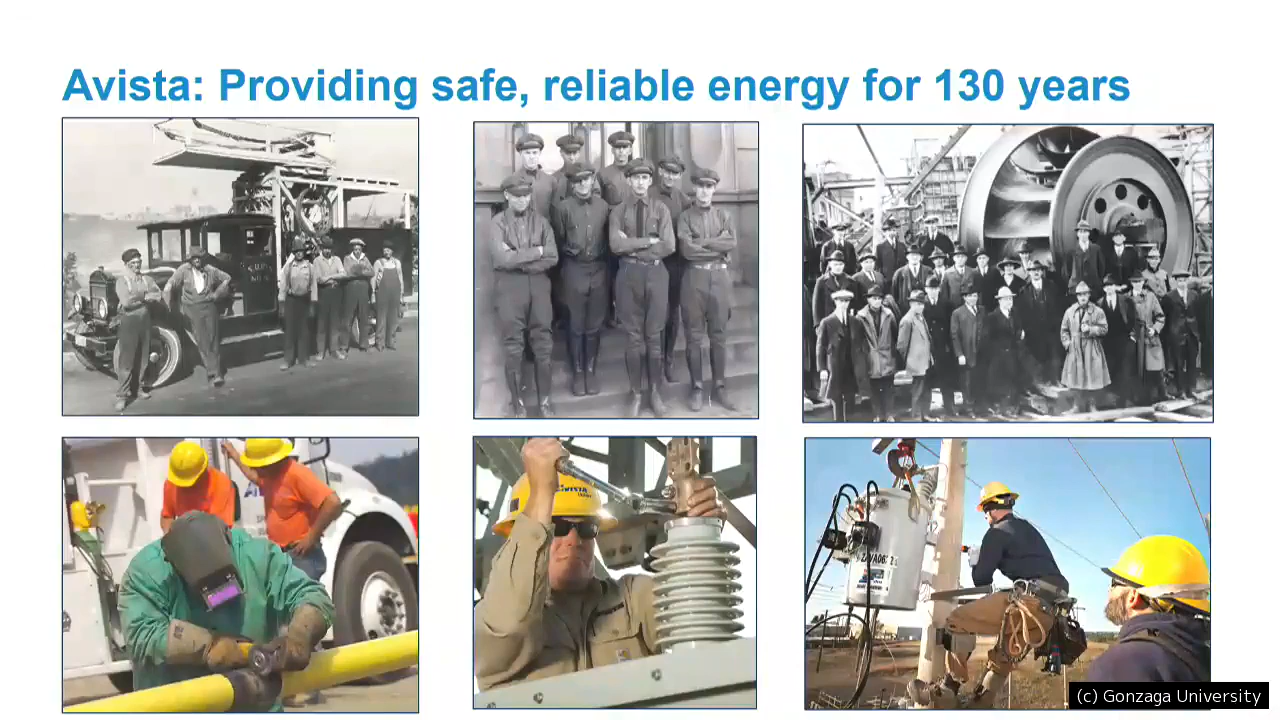 Avista: Providing safe, reliable energy for 130 years
(c) Gonzaga University